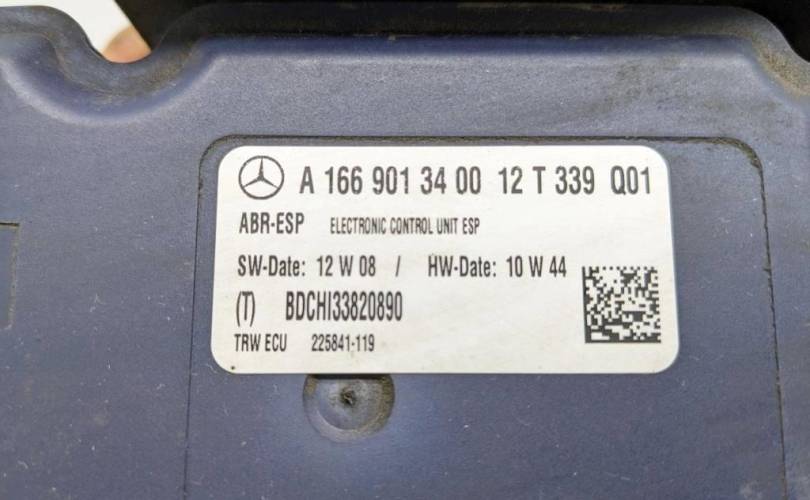 A 166 901 34 00 12 T 339 Q01
ABR-ESP ELECTRONIC CONTROL UNIT ESP
SW-Date: 12 W 08 / HW-Date: 10 W 44
(T) BDCHI33820890
TRW ECU 225841-119